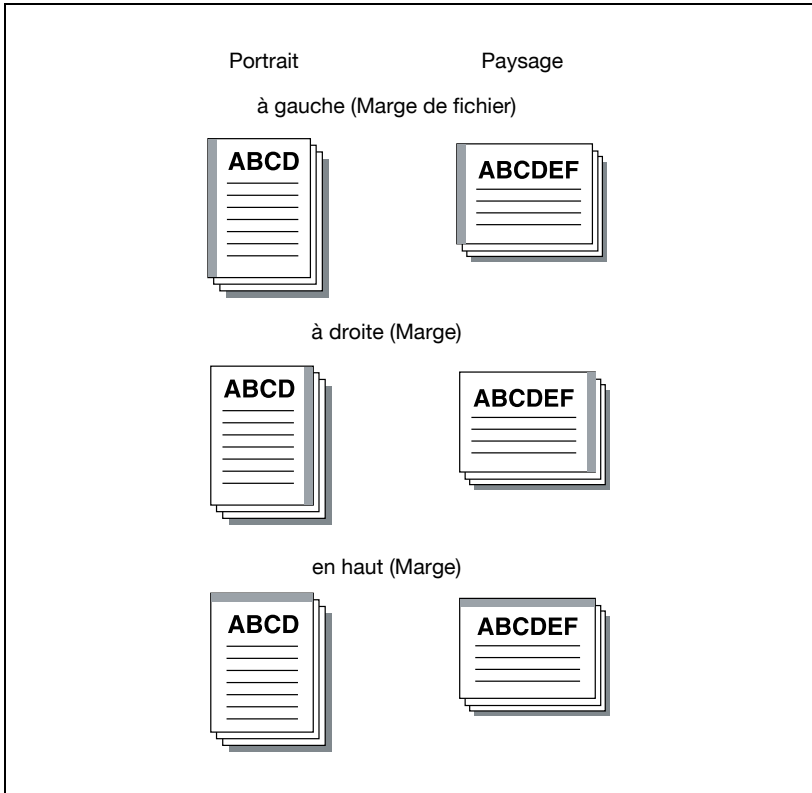 Portrait Paysage
à gauche (Marge de fichier)
ABCD ABCDEF
à droite (Marge)
ABCD ABCDEF
en haut (Marge)
ABCD ABCDEF